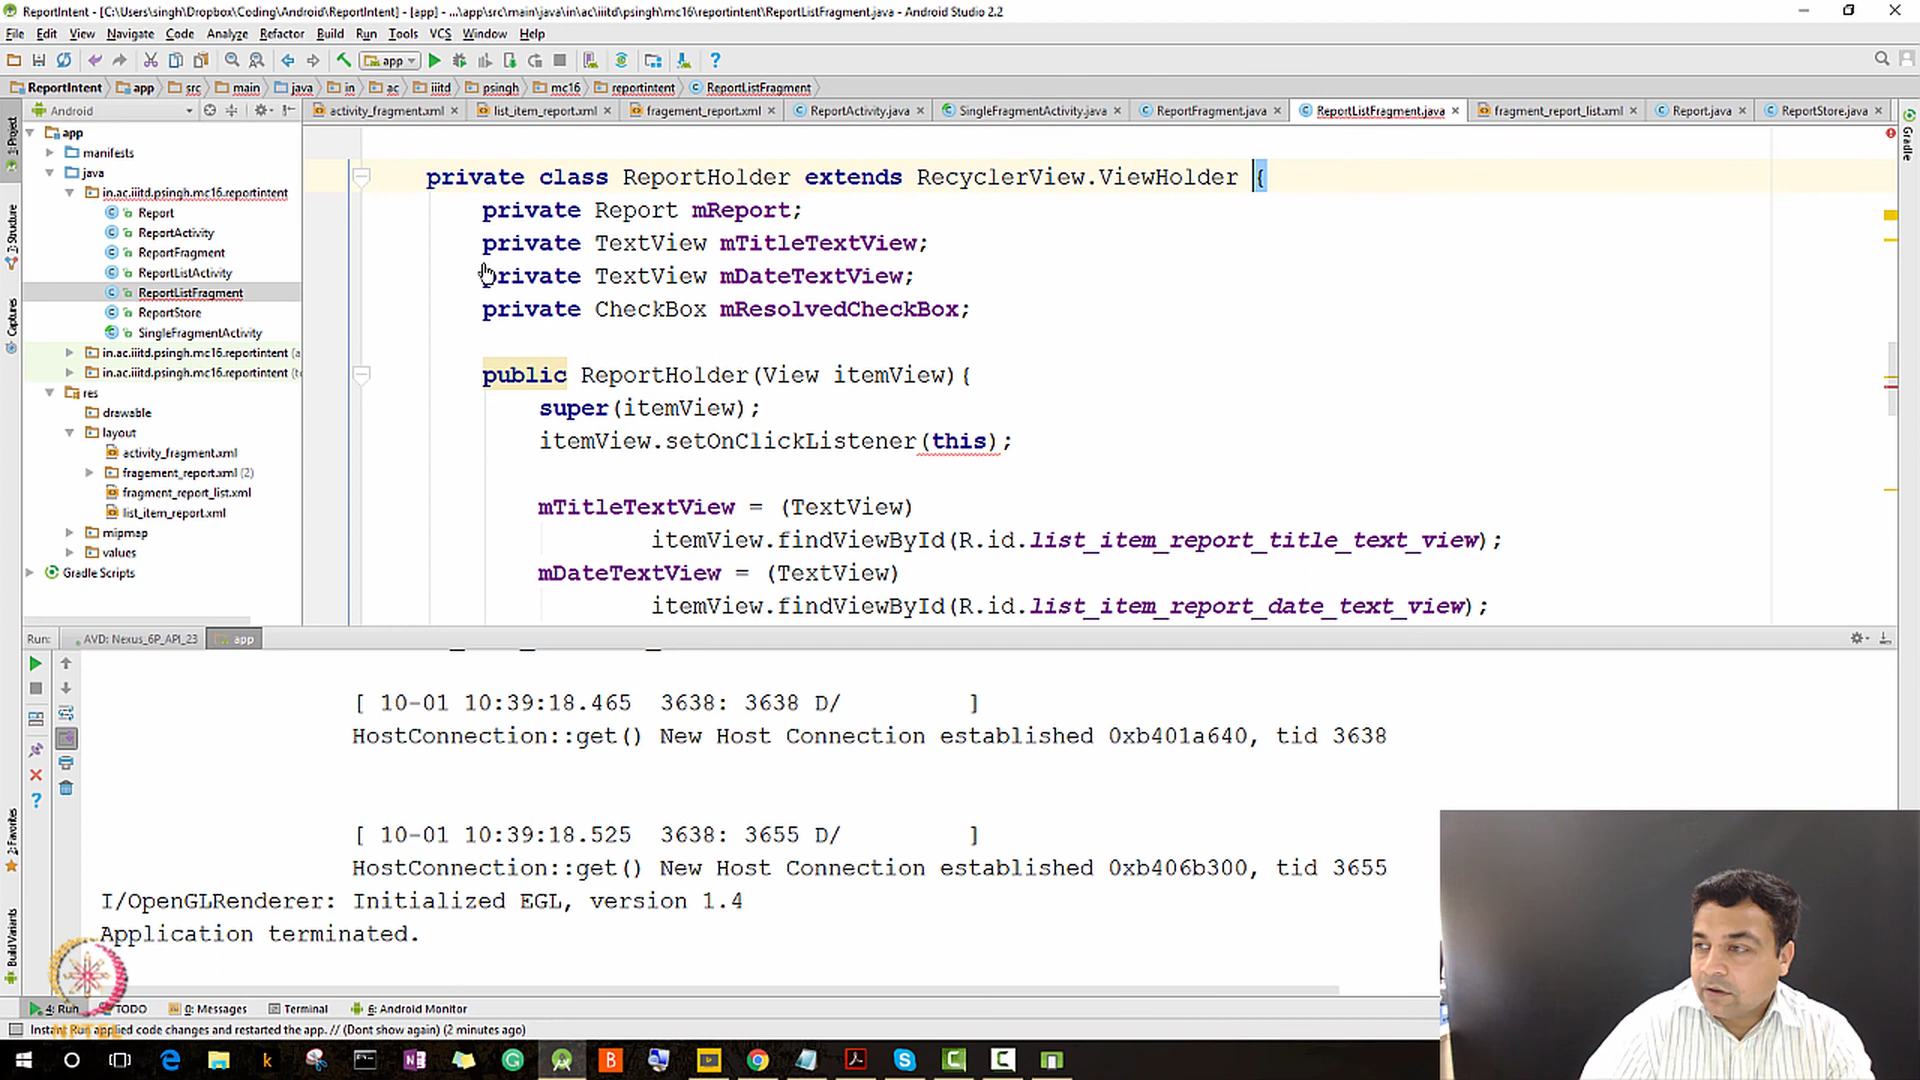 ReportIntent - [C:\Users\singh\Dropbox\Coding\Android\ReportIntent] - [app] - ...\app\src\main\java\in\ac\iiitd\psingh\mc16\reportintent\ReportListFragment.java - Android Studio 2.2
File Edit View Navigate Code Analyze Refactor Build Run Tools VCS Window Help
app
ReportIntent app src main java in ac iiitd psingh mc16 reportintent ReportListFragment
Android activity_fragment.xml list_item_report.xml fragement_report.xml ReportActivity.java SingleFragmentActivity.java ReportFragment.java ReportListFragment.java fragment_report_list.xml Report.java ReportStore.java
1: Project
Z: Structure
Captures
2: Favorites
Build Variants
Gradle
app
manifests
java
in.ac.iiitd.psingh.mc16.reportintent
Report
ReportActivity
ReportFragment
ReportListActivity
ReportListFragment
ReportStore
SingleFragmentActivity
in.ac.iiitd.psingh.mc16.reportintent (a
in.ac.iiitd.psingh.mc16.reportintent (t
res
drawable
layout
activity_fragment.xml
fragement_report.xml (2)
fragment_report_list.xml
list_item_report.xml
mipmap
values
Gradle Scripts
private class ReportHolder extends RecyclerView.ViewHolder {
private Report mReport;
private TextView mTitleTextView;
private TextView mDateTextView;
private CheckBox mResolvedCheckBox;
public ReportHolder(View itemView){
super(itemView);
itemView.setOnClickListener(this);
mTitleTextView = (TextView)
itemView.findViewById(R.id.list_item_report_title_text_view);
mDateTextView = (TextView)
itemView.findViewById(R.id.list_item_report_date_text_view);
Run: AVD: Nexus_6P_API_23 app
[ 10-01 10:39:18.465 3638: 3638 D/ ]
HostConnection::get() New Host Connection established 0xb401a640, tid 3638
[ 10-01 10:39:18.525 3638: 3655 D/ ]
HostConnection::get() New Host Connection established 0xb406b300, tid 3655
I/OpenGLRenderer: Initialized EGL, version 1.4
Application terminated.
4: Run TODO 0: Messages Terminal 6: Android Monitor
Instant Run applied code changes and restarted the app. // (Dont show again) (2 minutes ago)
NPTEL